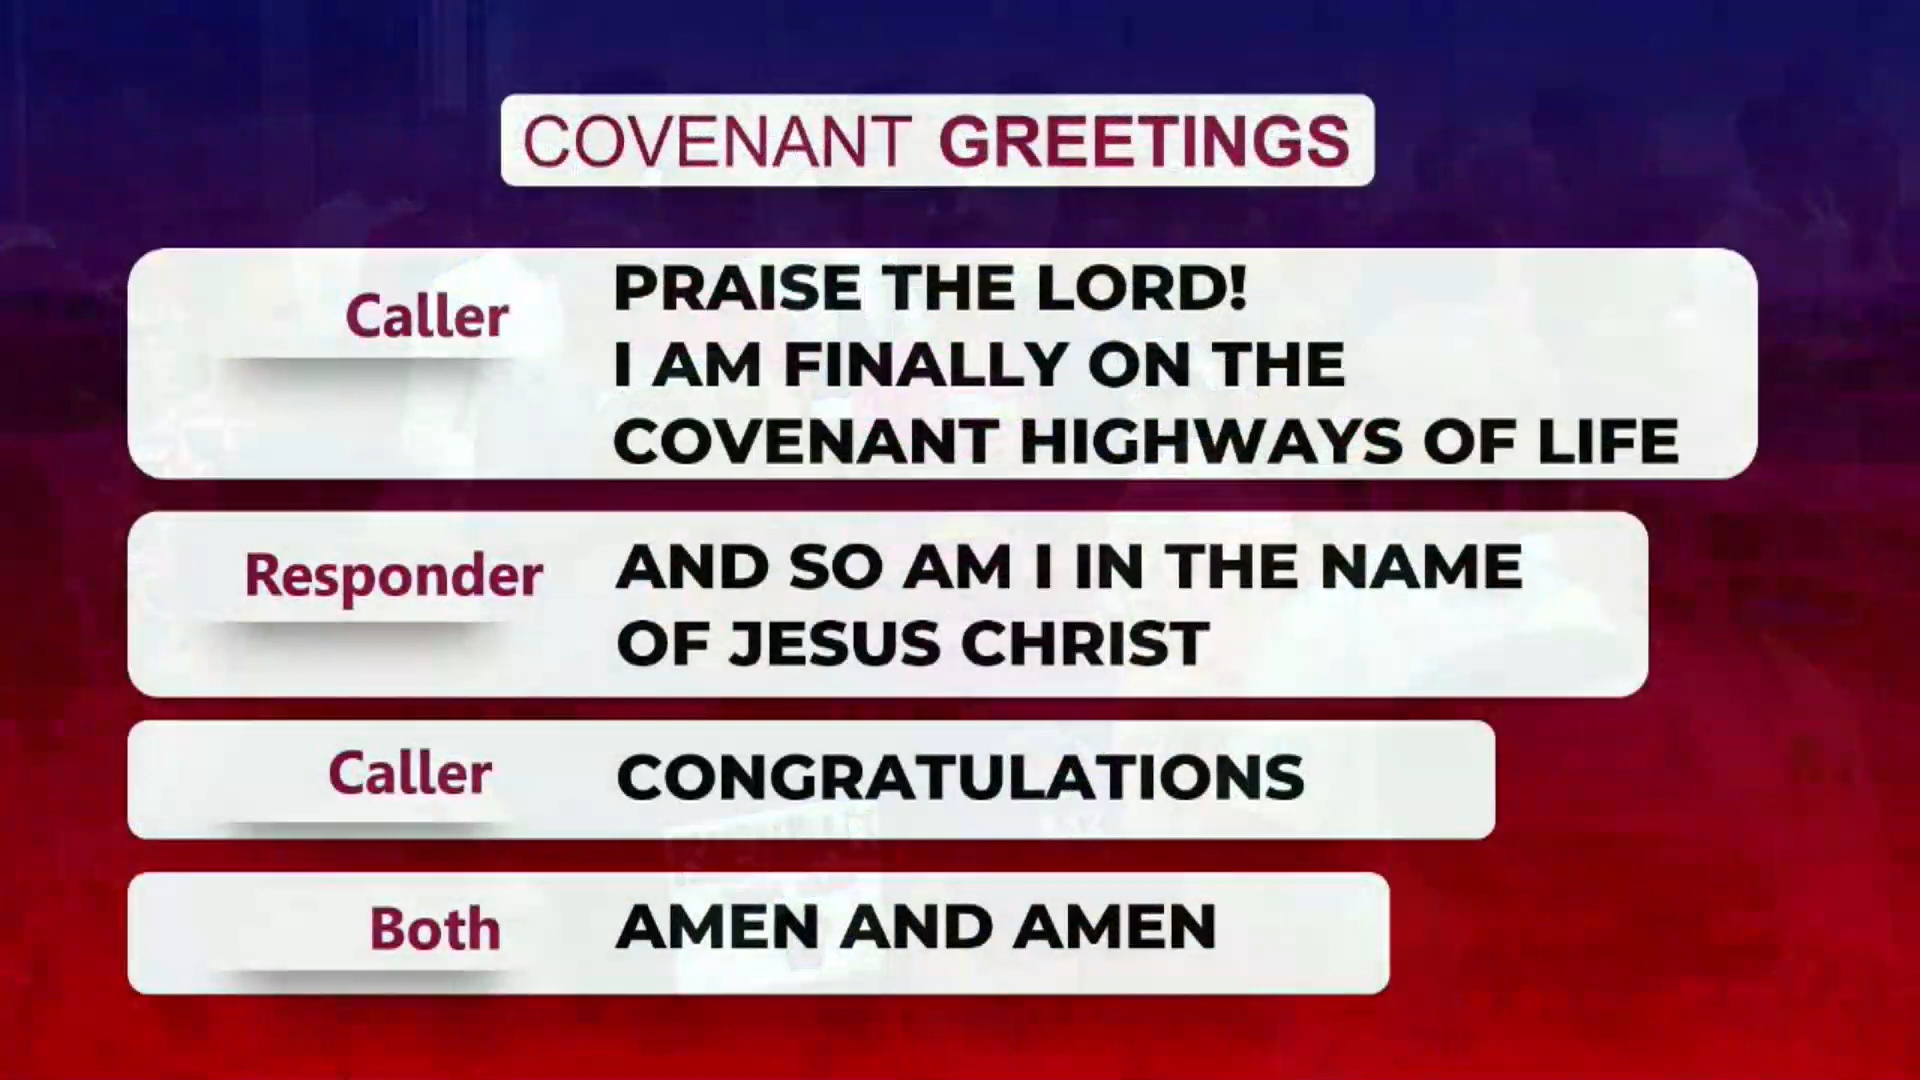 COVENANT GREETINGS
Caller
PRAISE THE LORD!
I AM FINALLY ON THE
COVENANT HIGHWAYS OF LIFE
Responder
AND SO AM I IN THE NAME
OF JESUS CHRIST
Caller
CONGRATULATIONS
Both
AMEN AND AMEN